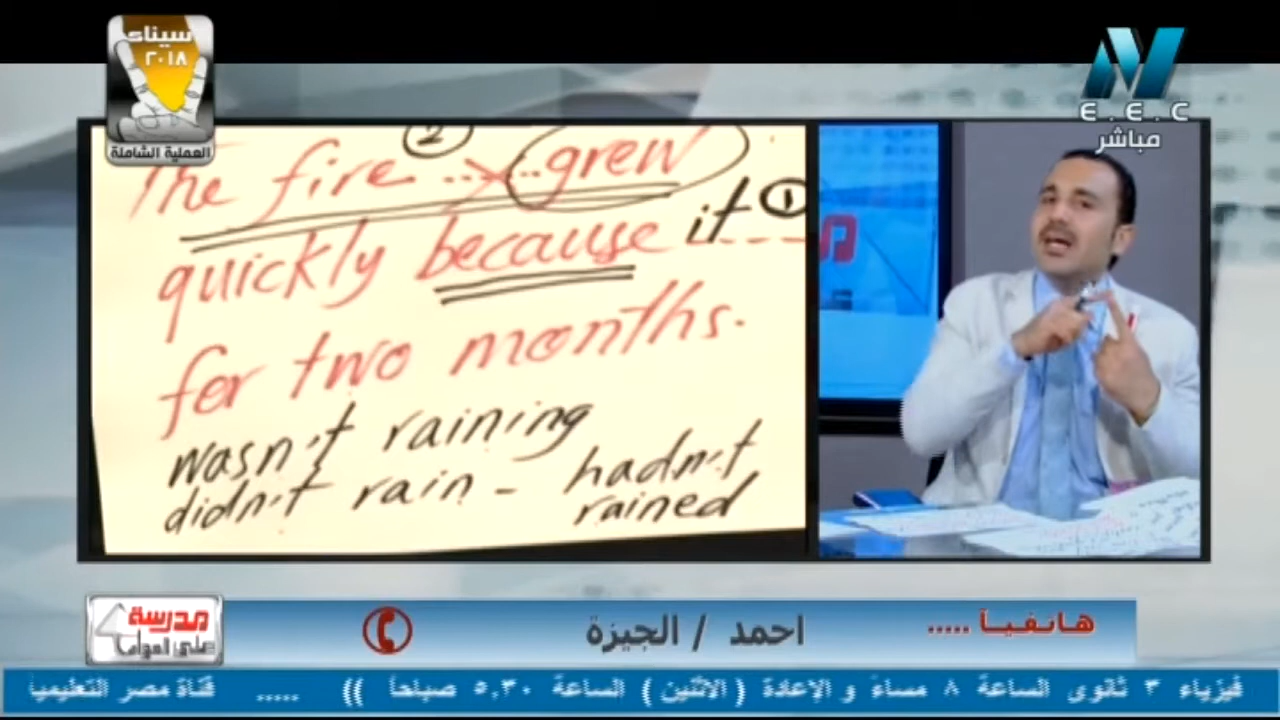 سيناء
٢٠١٨
العملية الشاملة
E.E.C
مباشر
The fire ② ..... grew
quickly because it ① -----
for two months.
wasn't raining
didn't rain - hadn't
rained
مدرسة
على الهواء
هاتفياً .....
احمد / الجيزة
فيزياء ٣ ثانوى الساعة ٨ مساءً و الإعادة ( الاثنين ) الساعة ٥,٣٠ صباحاً )) ..... قناة مصر التعليمية